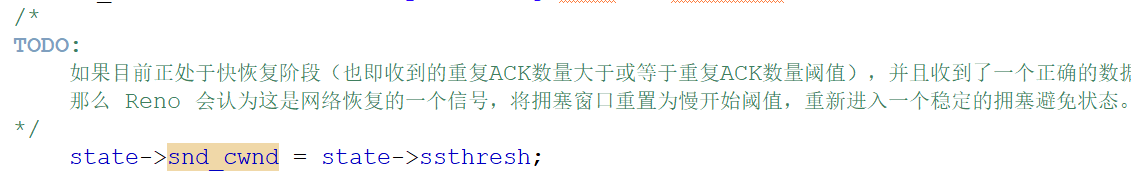 /*
TODO:
如果目前正处于快恢复阶段（也即收到的重复ACK数量大于或等于重复ACK数量阈值），并且收到了一个正确的数据
那么 Reno 会认为这是网络恢复的一个信号，将拥塞窗口重置为慢开始阈值，重新进入一个稳定的拥塞避免状态。
*/
state->snd_cwnd = state->ssthresh;